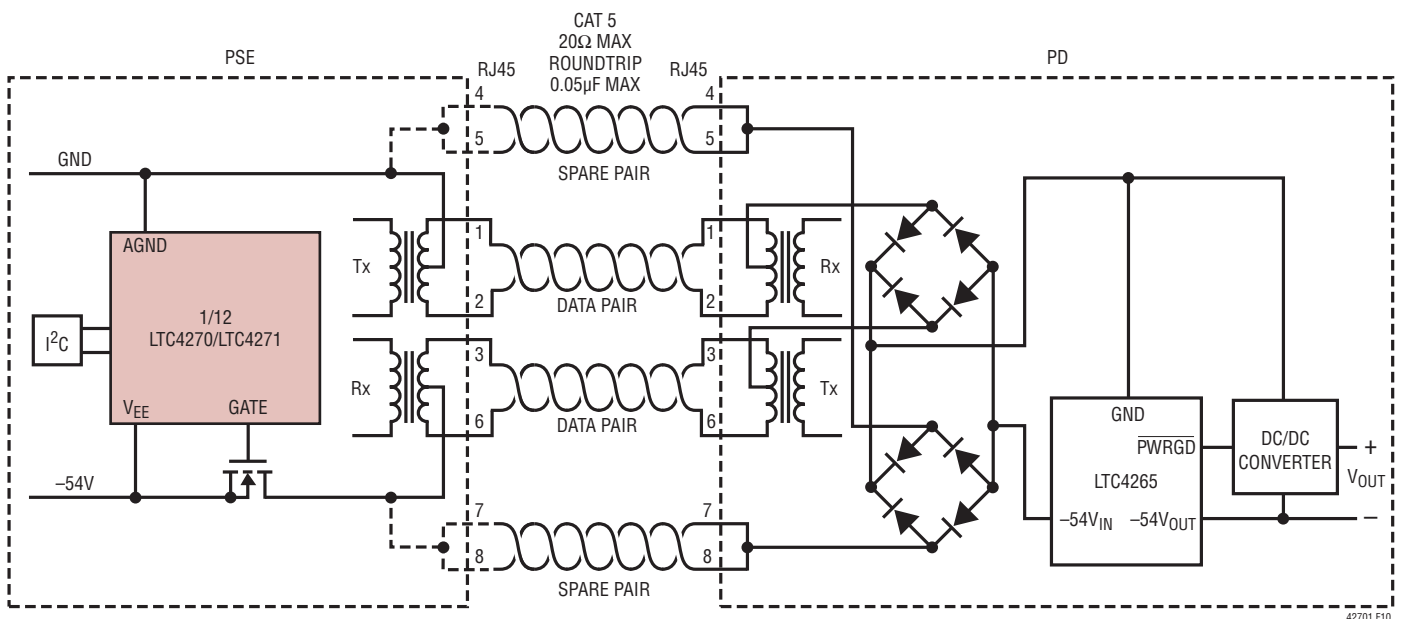 CAT 5
20Ω MAX
ROUNDTRIP
0.05µF MAX
PSE
PD
RJ45
RJ45
4
5
4
5
SPARE PAIR
GND
AGND
1/12
LTC4270/LTC4271
I²C
VEE
GATE
–54V
Tx
1
2
DATA PAIR
1
2
Rx
Rx
3
6
DATA PAIR
3
6
Tx
7
8
SPARE PAIR
7
8
GND
PWRGD
LTC4265
–54VIN
–54VOUT
DC/DC
CONVERTER
+
VOUT
–
42701 F10